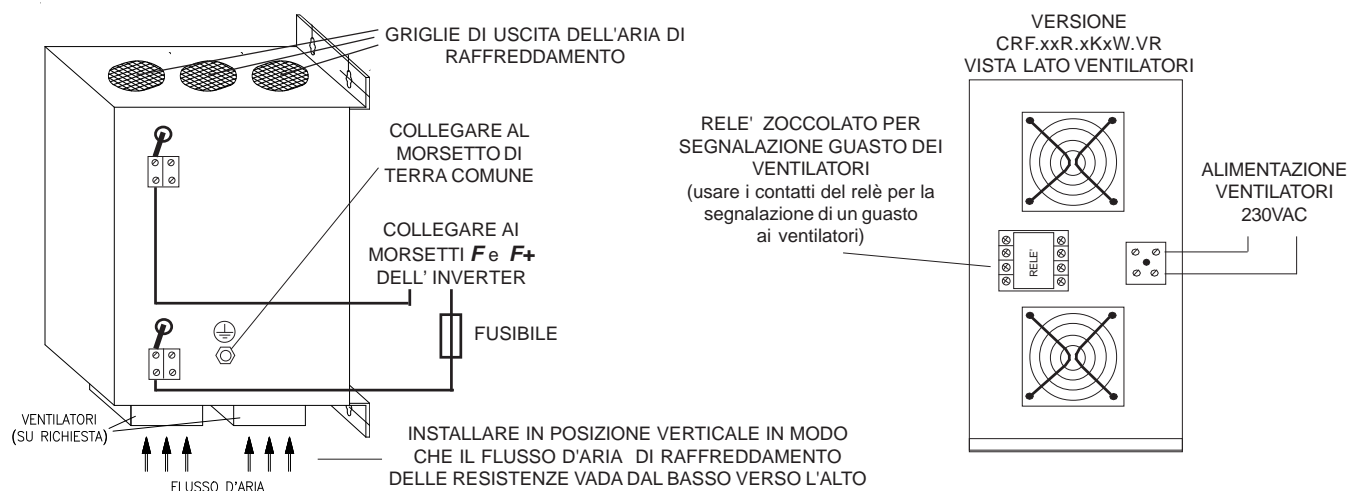 GRIGLIE DI USCITA DELL'ARIA DI
RAFFREDDAMENTO
COLLEGARE AL
MORSETTO DI
TERRA COMUNE
COLLEGARE AI
MORSETTI F e F+
DELL' INVERTER
FUSIBILE
VENTILATORI
(SU RICHIESTA)
FLUSSO D'ARIA
INSTALLARE IN POSIZIONE VERTICALE IN MODO
CHE IL FLUSSO D'ARIA DI RAFFREDDAMENTO
DELLE RESISTENZE VADA DAL BASSO VERSO L'ALTO
VERSIONE
CRF.xxR.xKxW.VR
VISTA LATO VENTILATORI
RELE' ZOCCOLATO PER
SEGNALAZIONE GUASTO DEI
VENTILATORI
(usare i contatti del relè per la
segnalazione di un guasto
ai ventilatori)
RELE'
ALIMENTAZIONE
VENTILATORI
230VAC